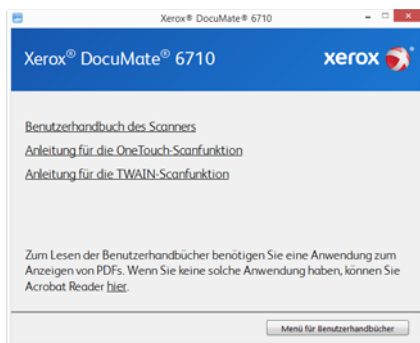 Xerox® DocuMate® 6710
Xerox® DocuMate® 6710
xerox
Benutzerhandbuch des Scanners
Anleitung für die OneTouch-Scanfunktion
Anleitung für die TWAIN-Scanfunktion
Zum Lesen der Benutzerhandbücher benötigen Sie eine Anwendung zum
Anzeigen von PDFs. Wenn Sie keine solche Anwendung haben, können Sie
Acrobat Reader hier.
Menü für Benutzerhandbücher